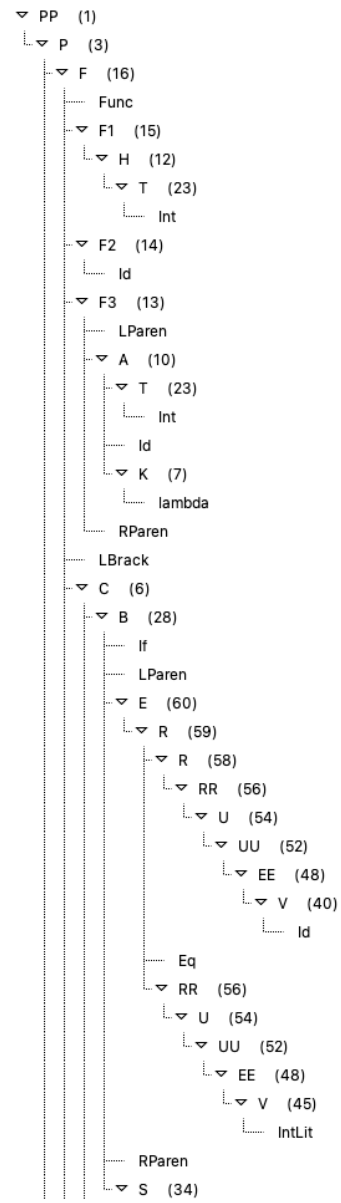 PP (1)
P (3)
F (16)
Func
F1 (15)
H (12)
T (23)
Int
F2 (14)
Id
F3 (13)
LParen
A (10)
T (23)
Int
Id
K (7)
lambda
RParen
LBrack
C (6)
B (28)
If
LParen
E (60)
R (59)
R (58)
RR (56)
U (54)
UU (52)
EE (48)
V (40)
Id
Eq
RR (56)
U (54)
UU (52)
EE (48)
V (45)
IntLit
RParen
S (34)